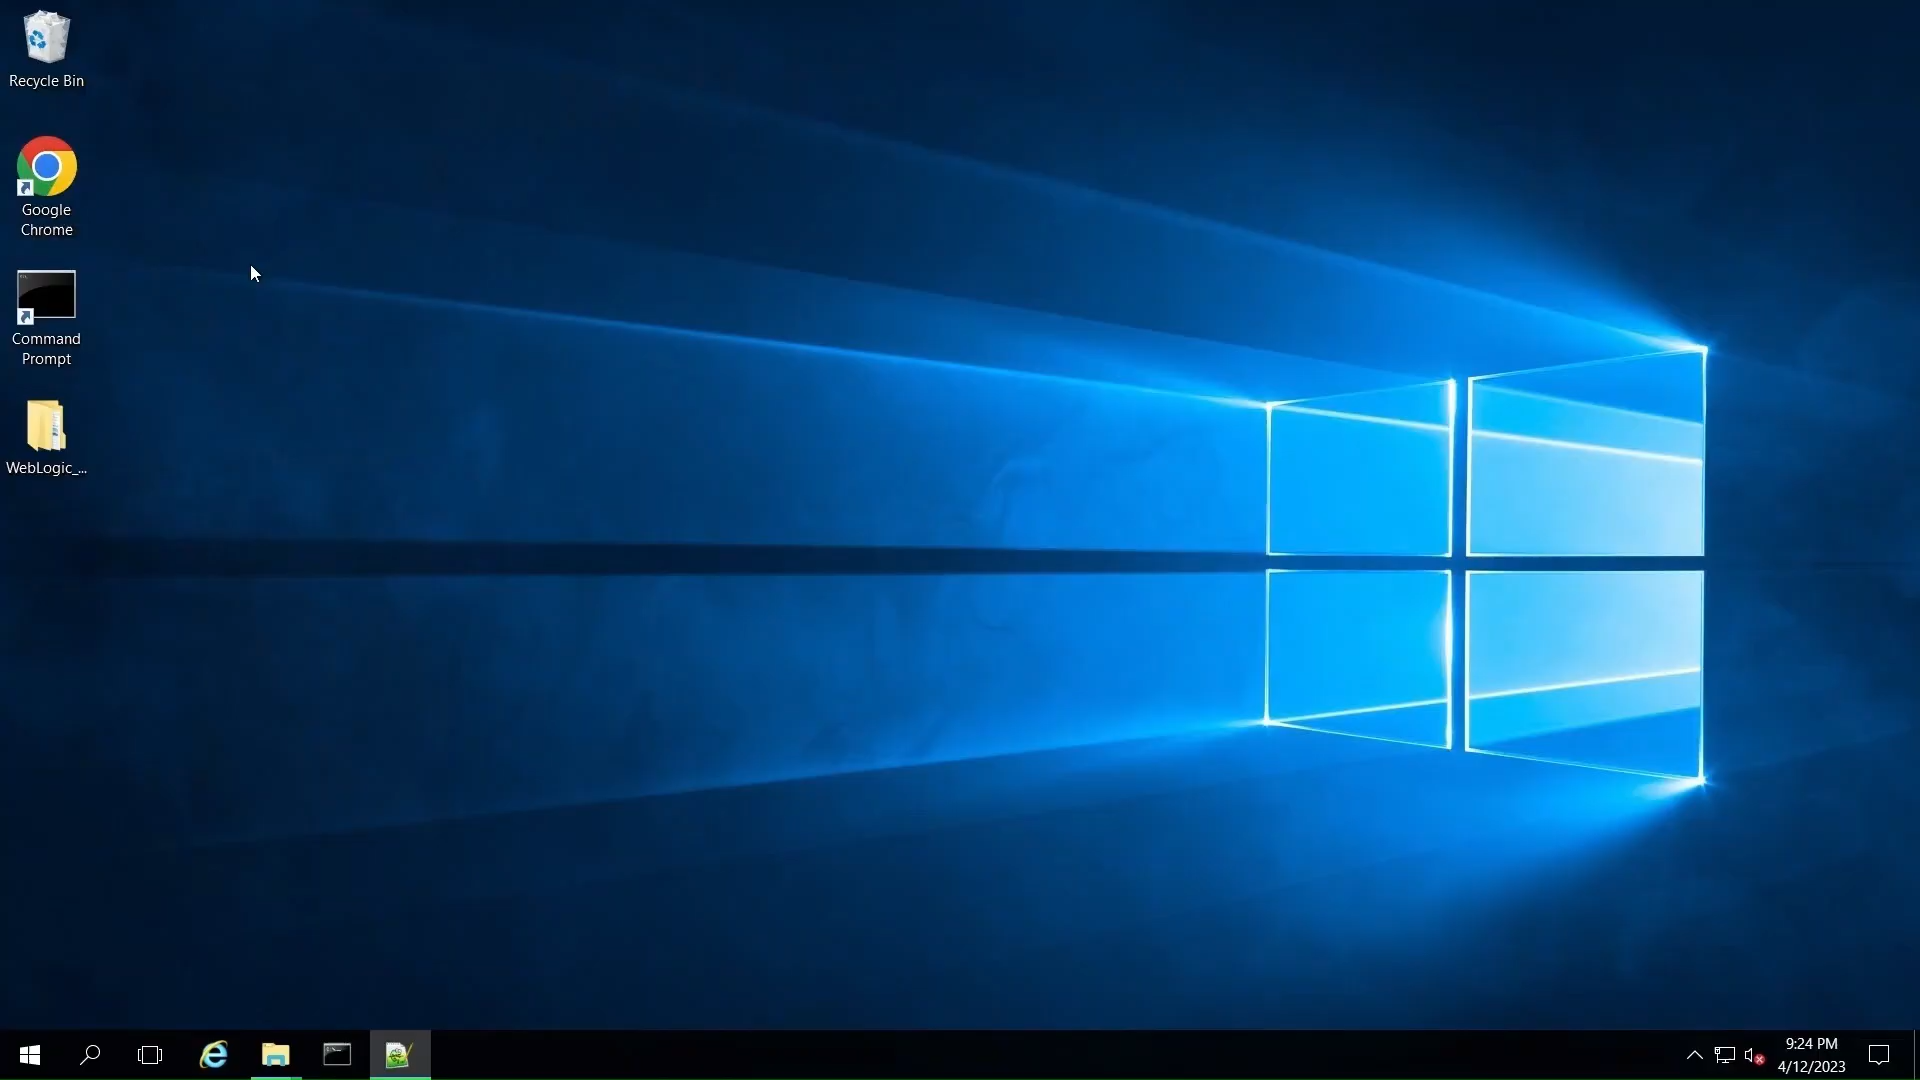 Recycle Bin
Google
Chrome
Command
Prompt
WebLogic_...
9:24 PM
4/12/2023